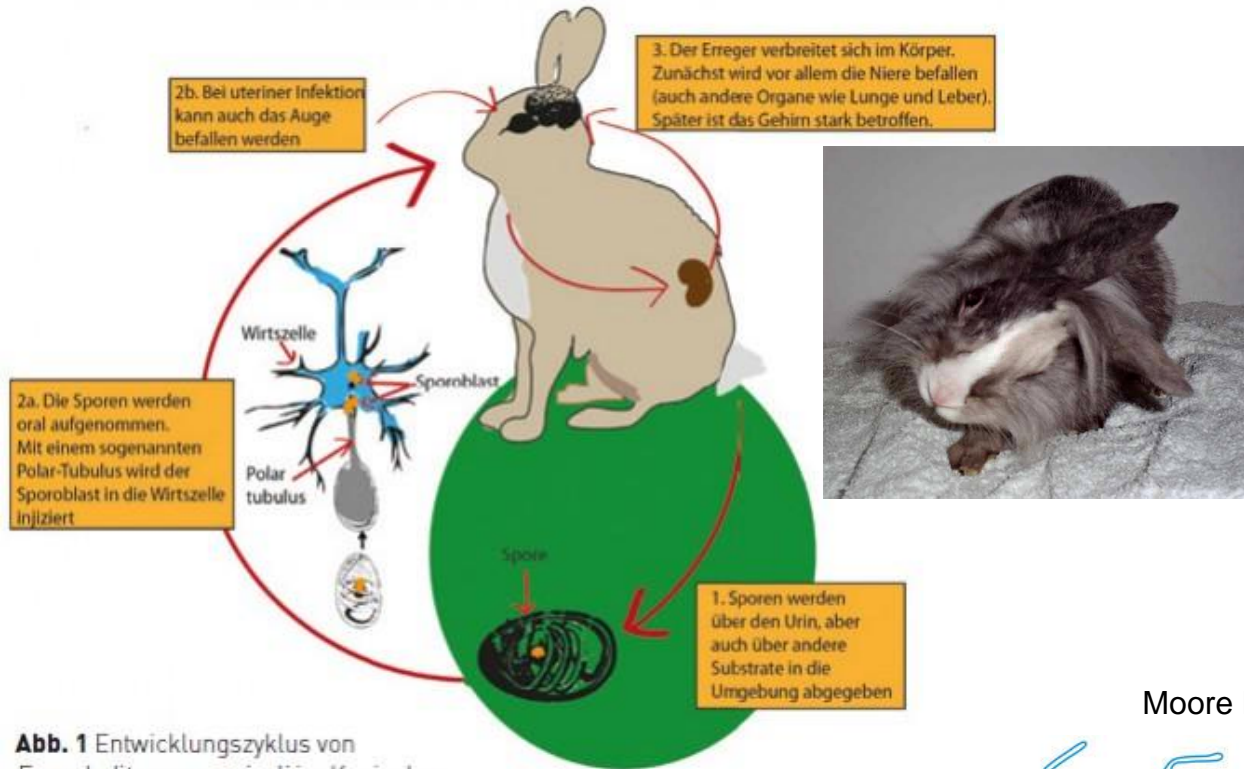 2b. Bei uteriner Infektion
kann auch das Auge
befallen werden
3. Der Erreger verbreitet sich im Körper.
Zunächst wird vor allem die Niere befallen
(auch andere Organe wie Lunge und Leber).
Später ist das Gehirn stark betroffen.
Wirtszelle
Sporoblast
2a. Die Sporen werden
oral aufgenommen.
Mit einem sogenannten
Polar-Tubulus wird der
Sporoblast in die Wirtszelle
injiziert
Polar
tubulus
Spore
1. Sporen werden
über den Urin, aber
auch über andere
Substrate in die
Umgebung abgegeben
Moore
Abb. 1 Entwicklungszyklus von